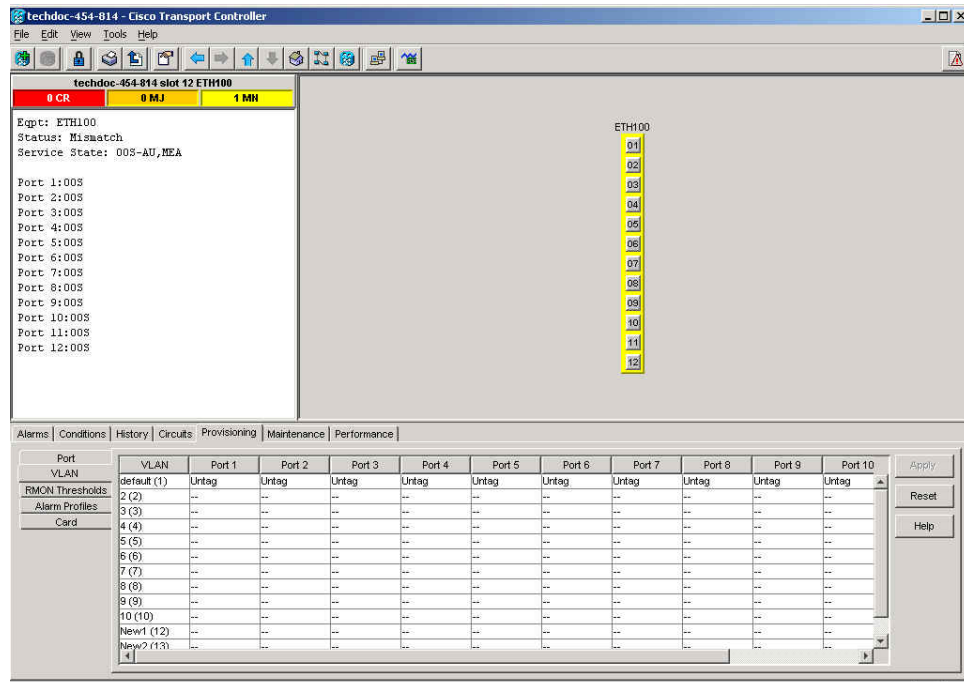 techdoc-454-814 - Cisco Transport Controller
File Edit View Tools Help
techdoc-454-814 slot 12 ETH100
0 CR 0 MJ 1 MN
Eqpt: ETH100
Status: Mismatch
Service State: OOS-AU,MEA
Port 1:OOS
Port 2:OOS
Port 3:OOS
Port 4:OOS
Port 5:OOS
Port 6:OOS
Port 7:OOS
Port 8:OOS
Port 9:OOS
Port 10:OOS
Port 11:OOS
Port 12:OOS
ETH100
01
02
03
04
05
06
07
08
09
10
11
12
Alarms Conditions History Circuits Provisioning Maintenance Performance
Port
VLAN
RMON Thresholds
Alarm Profiles
Card
VLAN Port 1 Port 2 Port 3 Port 4 Port 5 Port 6 Port 7 Port 8 Port 9 Port 10
default (1) Untag Untag Untag Untag Untag Untag Untag Untag Untag Untag
2 (2) -- -- -- -- -- -- -- -- -- --
3 (3) -- -- -- -- -- -- -- -- -- --
4 (4) -- -- -- -- -- -- -- -- -- --
5 (5) -- -- -- -- -- -- -- -- -- --
6 (6) -- -- -- -- -- -- -- -- -- --
7 (7) -- -- -- -- -- -- -- -- -- --
8 (8) -- -- -- -- -- -- -- -- -- --
9 (9) -- -- -- -- -- -- -- -- -- --
10 (10) -- -- -- -- -- -- -- -- -- --
New1 (12) -- -- -- -- -- -- -- -- -- --
New2 (13) -- -- -- -- -- -- -- -- -- --
Apply
Reset
Help